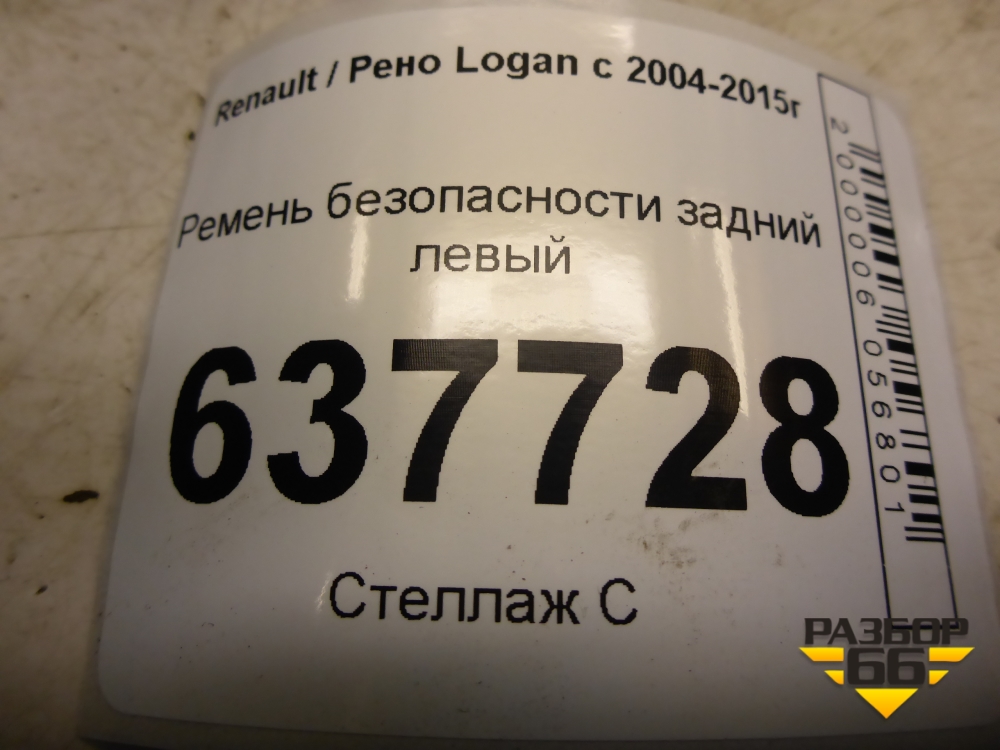 Renault / Рено Logan с 2004-2015г
Ремень безопасности задний
левый
637728
Стеллаж С
2000006056801
РАЗБОР
66